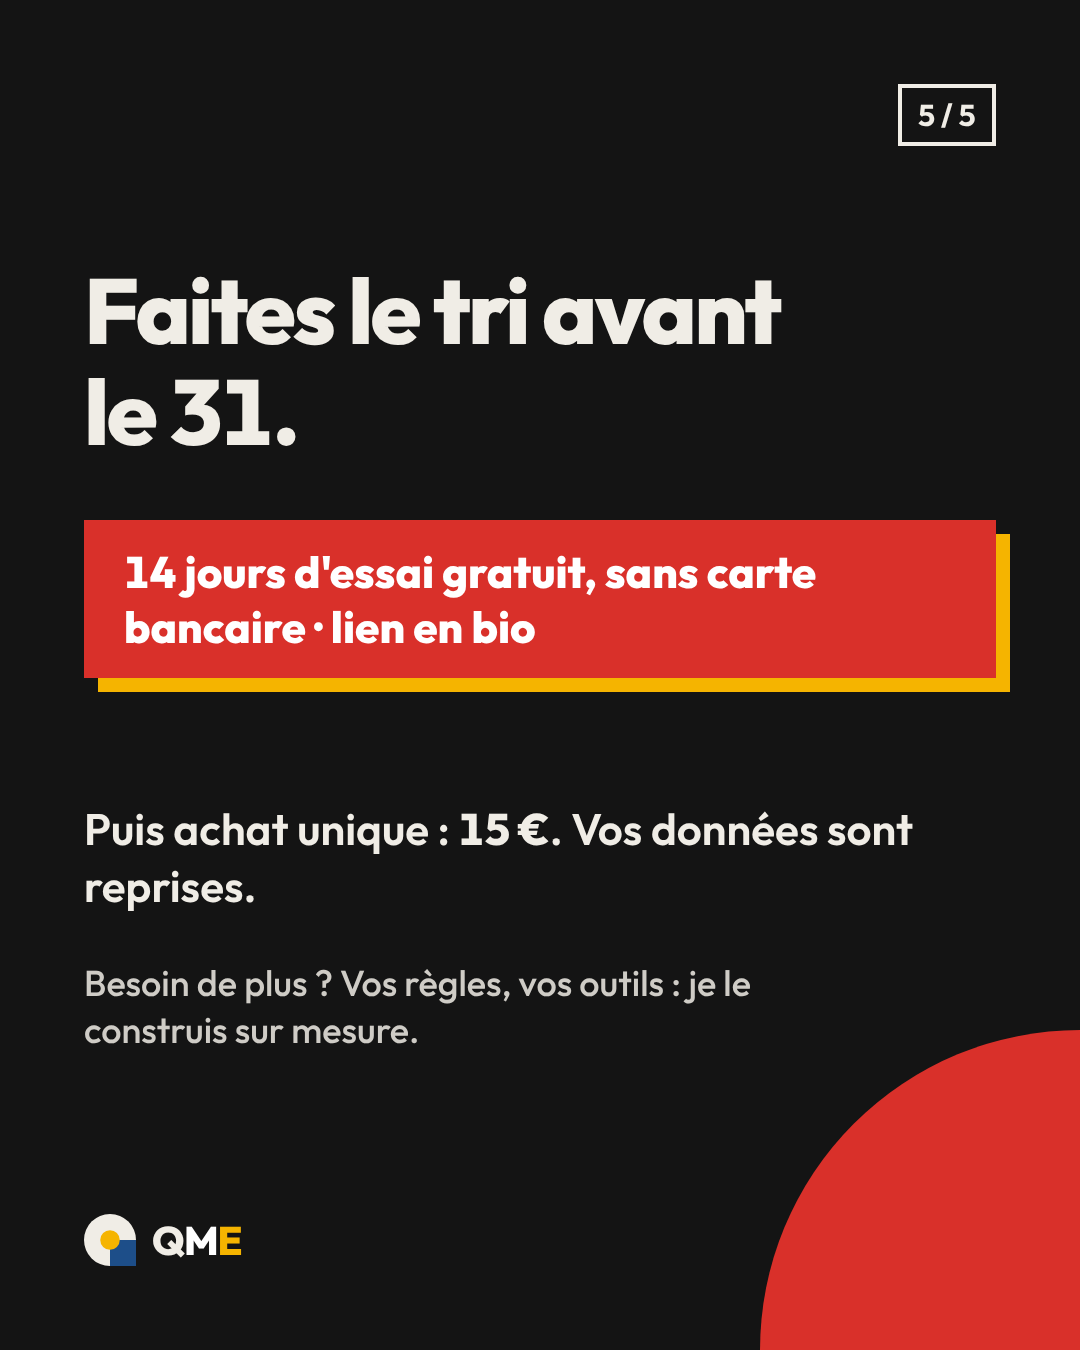 5 / 5
Faites le tri avant
le 31.
14 jours d'essai gratuit, sans carte
bancaire · lien en bio
Puis achat unique : 15 €. Vos données sont
reprises.
Besoin de plus ? Vos règles, vos outils : je le
construis sur mesure.
QME